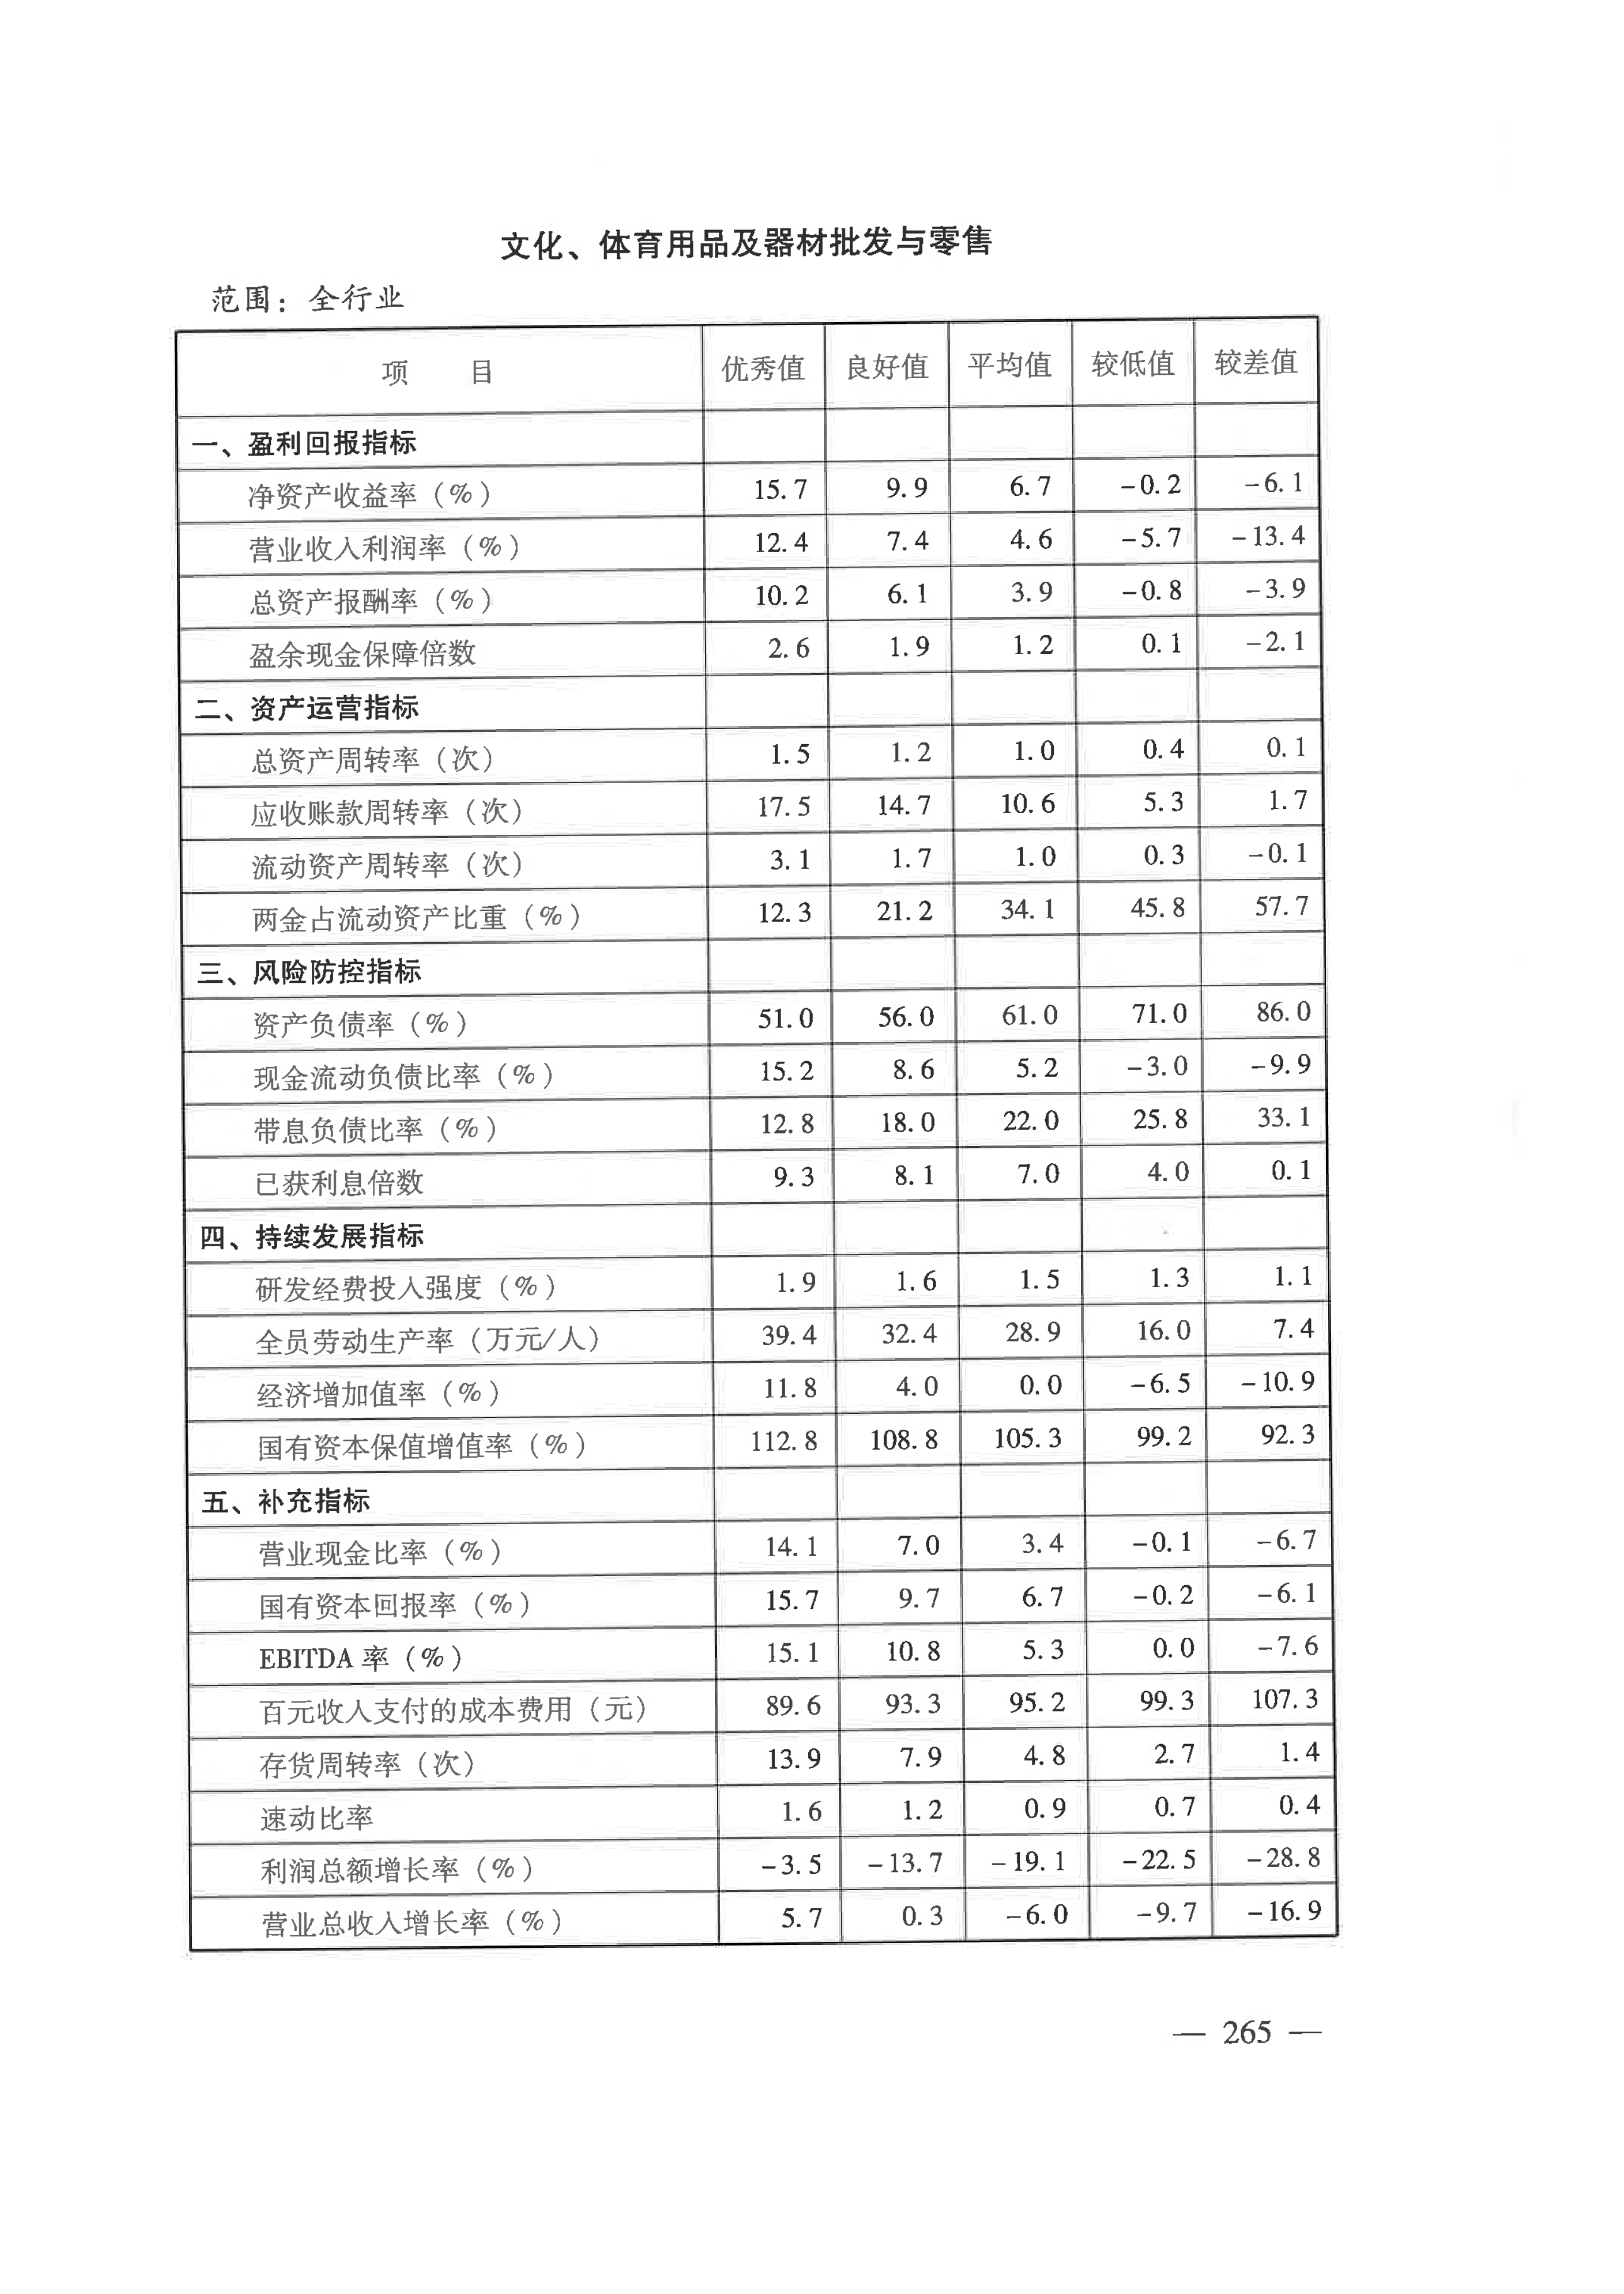 文化、体育用品及器材批发与零售
范围：全行业
项 目 优秀值 良好值 平均值 较低值 较差值
一、盈利回报指标
净资产收益率（%） 15.7 9.9 6.7 -0.2 -6.1
营业收入利润率（%） 12.4 7.4 4.6 -5.7 -13.4
总资产报酬率（%） 10.2 6.1 3.9 -0.8 -3.9
盈余现金保障倍数 2.6 1.9 1.2 0.1 -2.1
二、资产运营指标
总资产周转率（次） 1.5 1.2 1.0 0.4 0.1
应收账款周转率（次） 17.5 14.7 10.6 5.3 1.7
流动资产周转率（次） 3.1 1.7 1.0 0.3 -0.1
两金占流动资产比重（%） 12.3 21.2 34.1 45.8 57.7
三、风险防控指标
资产负债率（%） 51.0 56.0 61.0 71.0 86.0
现金流动负债比率（%） 15.2 8.6 5.2 -3.0 -9.9
带息负债比率（%） 12.8 18.0 22.0 25.8 33.1
已获利息倍数 9.3 8.1 7.0 4.0 0.1
四、持续发展指标
研发经费投入强度（%） 1.9 1.6 1.5 1.3 1.1
全员劳动生产率（万元/人） 39.4 32.4 28.9 16.0 7.4
经济增加值率（%） 11.8 4.0 0.0 -6.5 -10.9
国有资本保值增值率（%） 112.8 108.8 105.3 99.2 92.3
五、补充指标
营业现金比率（%） 14.1 7.0 3.4 -0.1 -6.7
国有资本回报率（%） 15.7 9.7 6.7 -0.2 -6.1
EBITDA 率（%） 15.1 10.8 5.3 0.0 -7.6
百元收入支付的成本费用（元） 89.6 93.3 95.2 99.3 107.3
存货周转率（次） 13.9 7.9 4.8 2.7 1.4
速动比率 1.6 1.2 0.9 0.7 0.4
利润总额增长率（%） -3.5 -13.7 -19.1 -22.5 -28.8
营业总收入增长率（%） 5.7 0.3 -6.0 -9.7 -16.9
— 265 —